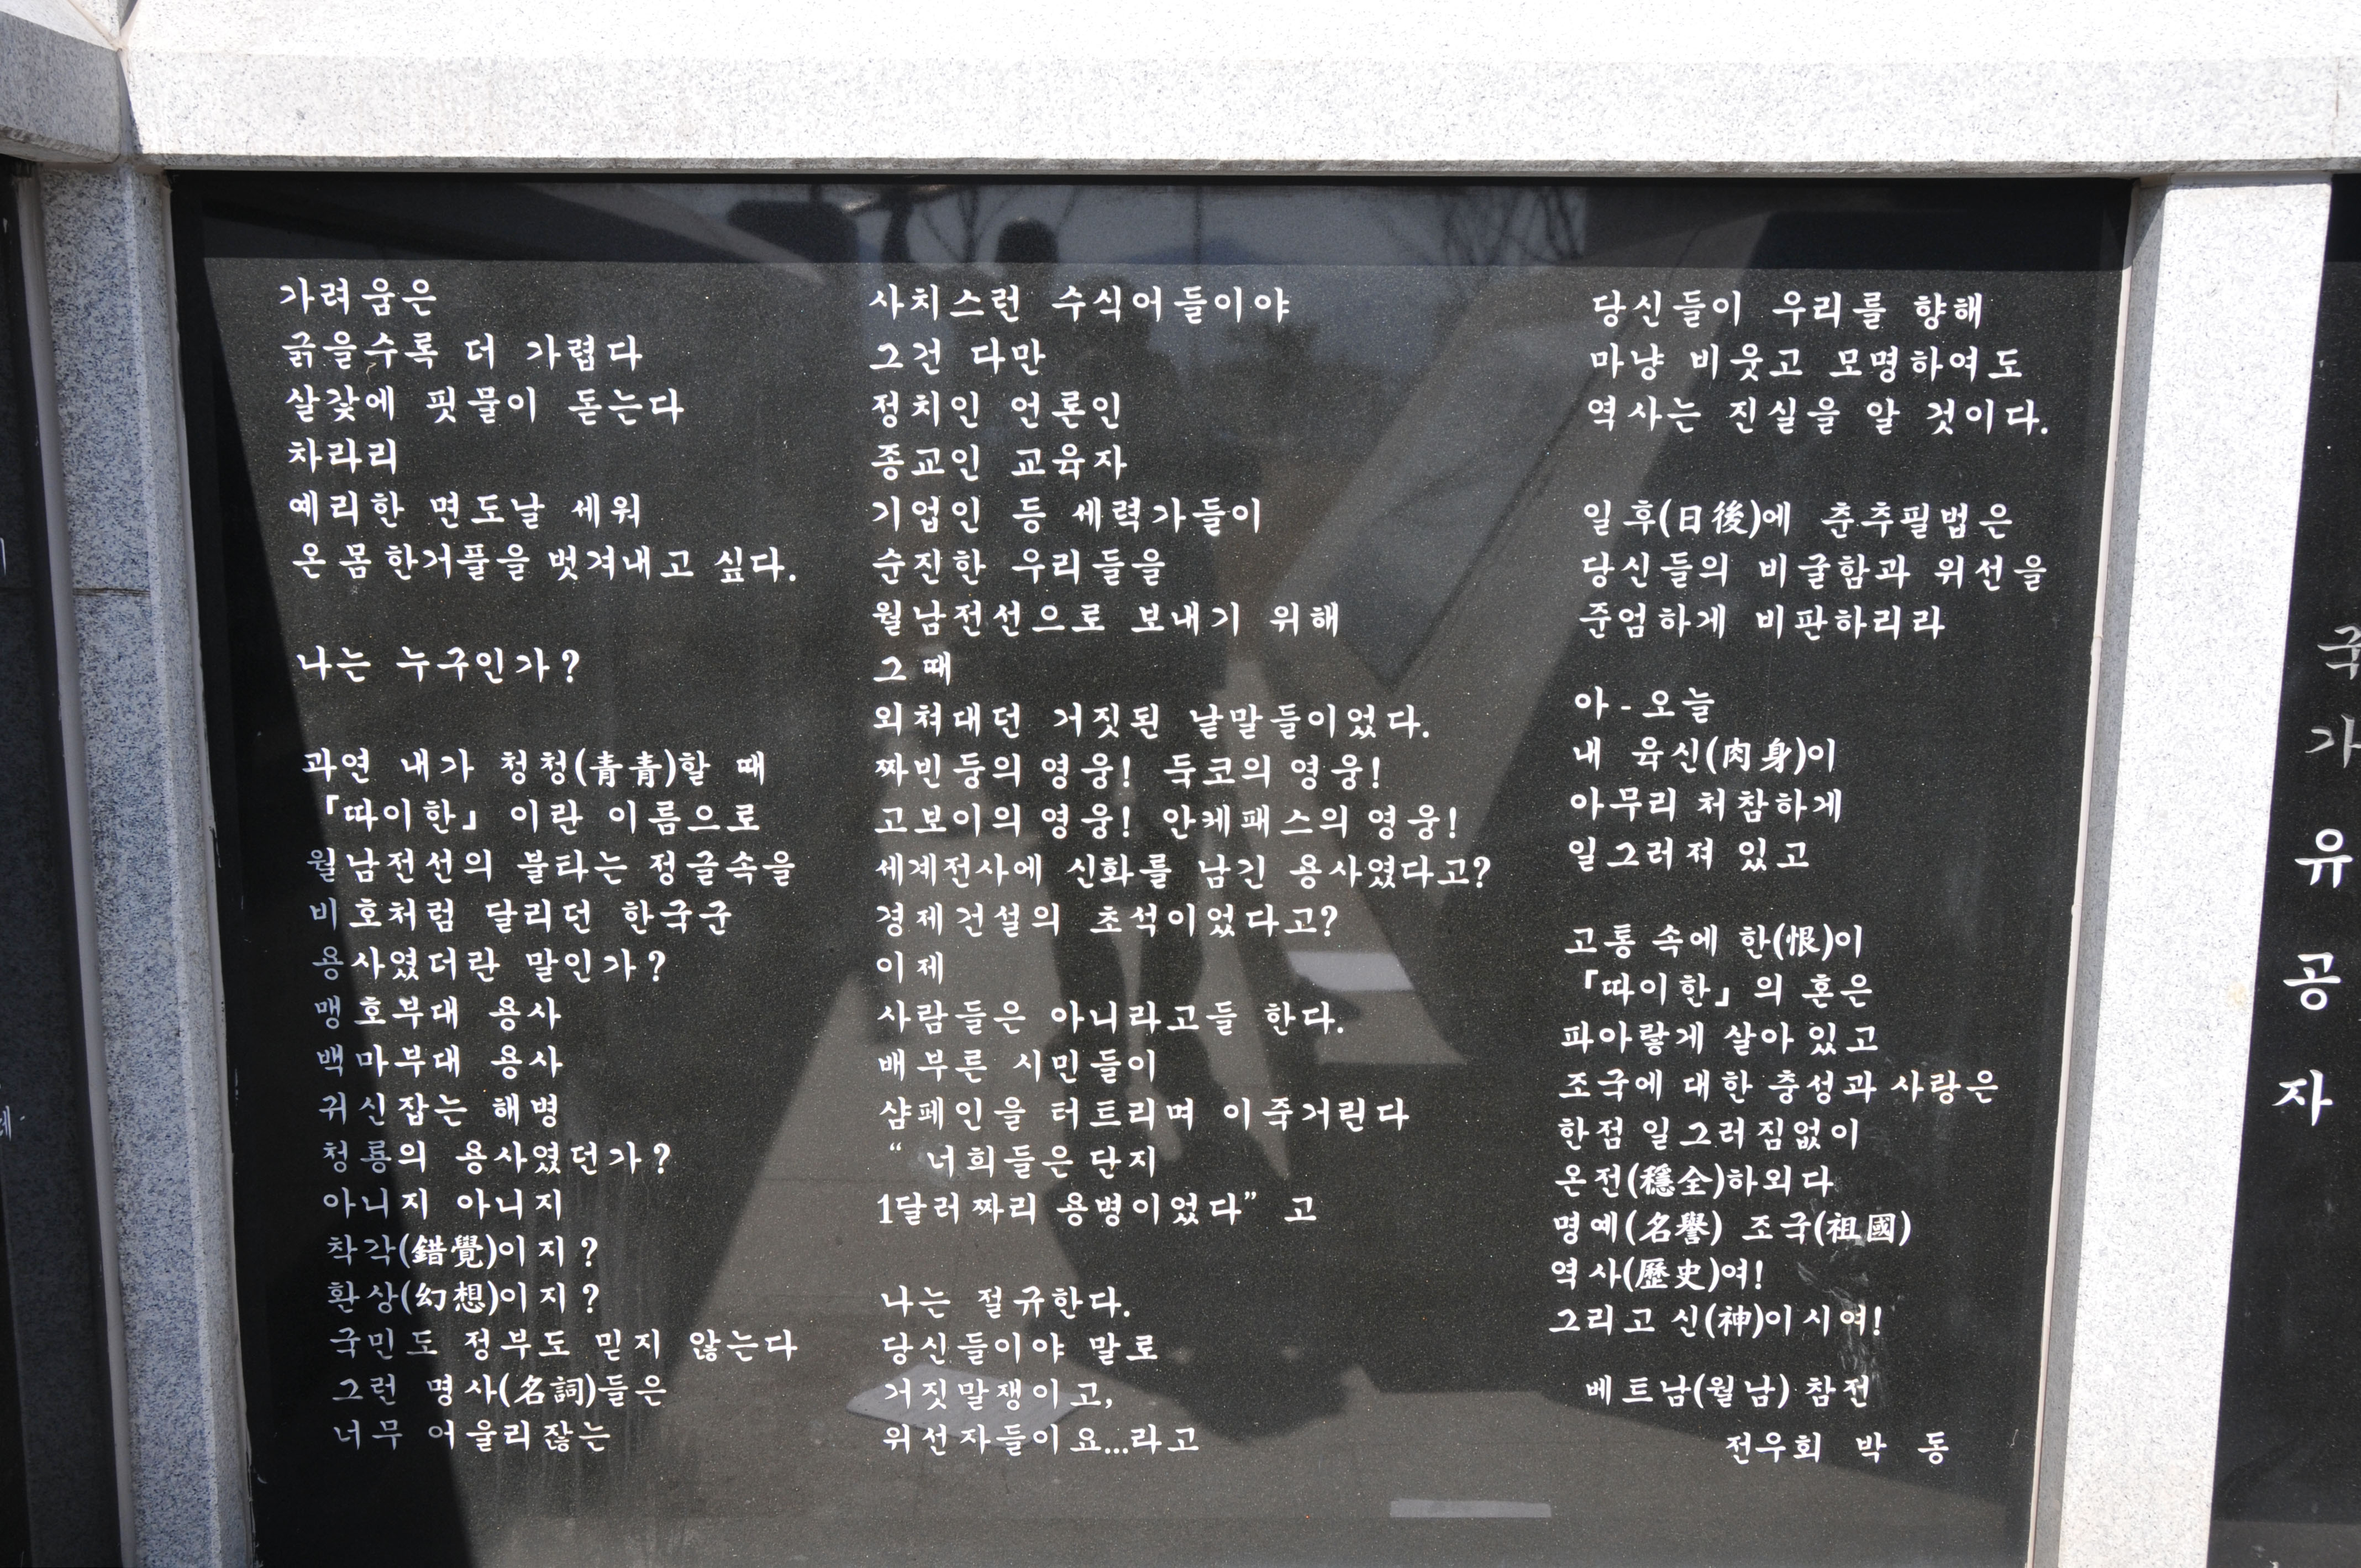 가려움은
긁을수록 더 가렵다
살갗에 핏물이 돋는다
차라리
예리한 면도날 세워
온몸 한거풀을 벗겨내고 싶다.
나는 누구인가?
과연 내가 청청(青青)할 때
「따이한」 이란 이름으로
월남전선의 불타는 정글속을
비호처럼 달리던 한국군
용사였더란 말인가?
맹호부대 용사
백마부대 용사
귀신잡는 해병
청룡의 용사였던가?
아니지 아니지
착각(錯覺)이지?
환상(幻想)이지?
국민도 정부도 믿지 않는다
그런 명사(名詞)들은
너무 어울리잖는
사치스런 수식어들이야
그건 다만
정치인 언론인
종교인 교육자
기업인 등 세력가들이
순진한 우리들을
월남전선으로 보내기 위해
그때
외쳐대던 거짓된 낱말들이었다.
짜빈둥의 영웅! 둑코의 영웅!
고보이의 영웅! 안케패스의 영웅!
세계전사에 신화를 남긴 용사였다고?
경제건설의 초석이었다고?
이제
사람들은 아니라고들 한다.
배부른 시민들이
샴페인을 터트리며 이죽거린다
“ 너희들은 단지
1달러짜리 용병이었다” 고
나는 절규한다.
당신들이야 말로
거짓말쟁이고,
위선자들이요...라고
당신들이 우리를 향해
마냥 비웃고 모명하여도
역사는 진실을 알 것이다.
일후(日後)에 춘추필법은
당신들의 비굴함과 위선을
준엄하게 비판하리라
아-오늘
내 육신(肉身)이
아무리 처참하게
일그러져 있고
고통 속에 한(恨)이
「따이한」의 혼은
파아랗게 살아 있고
조국에 대한 충성과 사랑은
한점 일그러짐없이
온전(穩全)하외다
명예(名譽) 조국(祖國)
역사(歷史)여!
그리고 신(神)이시여!
베트남(월남) 참전
전우회 박 동
국가유공자